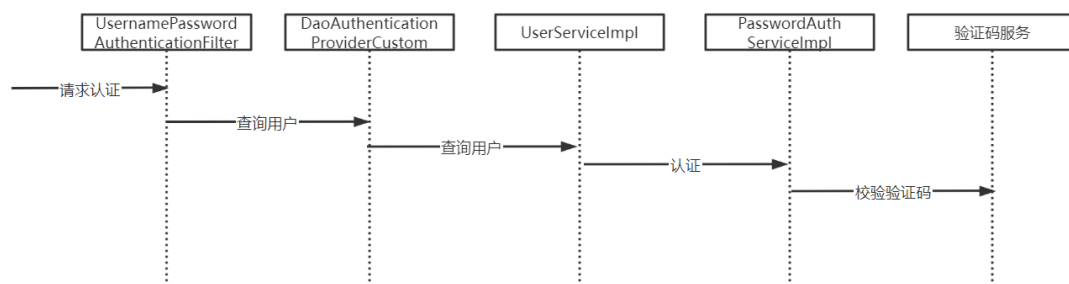 UsernamePassword
AuthenticationFilter
DaoAuthentication
ProviderCustom
UserServiceImpl
PasswordAuth
ServiceImpl
验证码服务
请求认证
查询用户
查询用户
认证
校验验证码